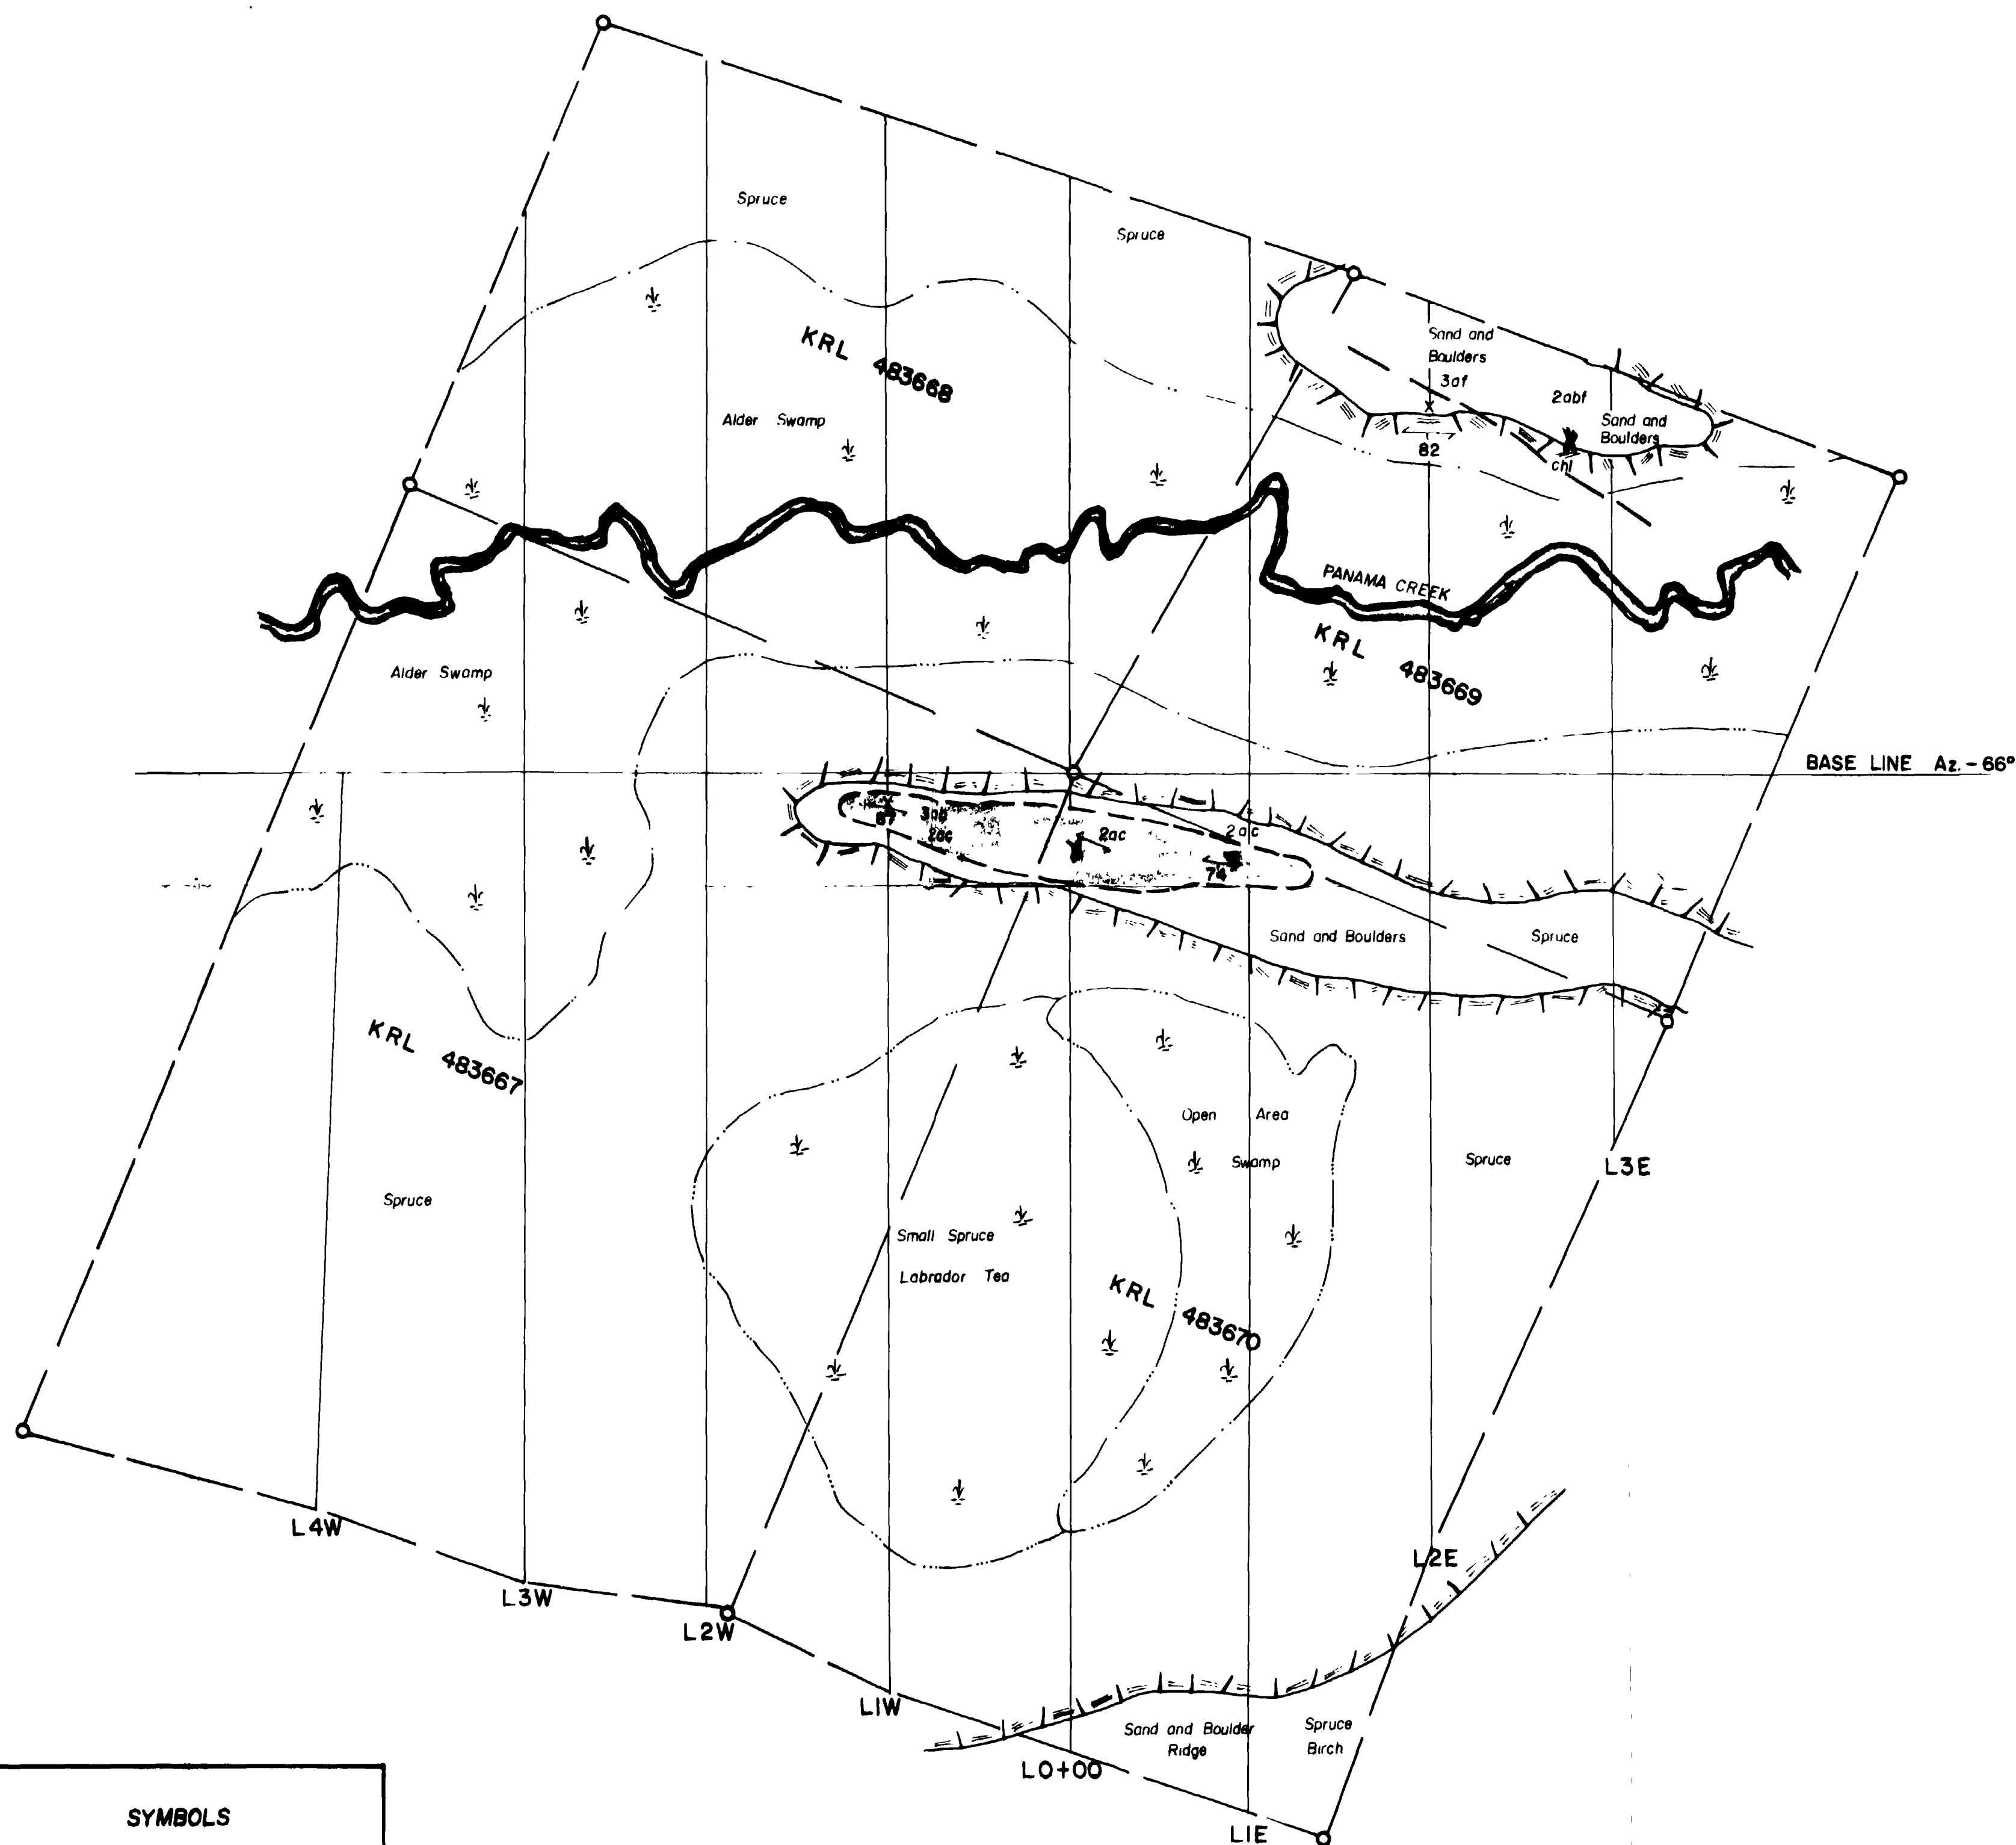 Spruce
Spruce
KRL 483668
Sand and
Boulders
3af
2abf
Sand and
Boulders
Alder Swamp
82
chl
PANAMA CREEK
KRL 483669
Alder Swamp
BASE LINE Az.-66°
87
3ab
2ac
2ac
2ac
74
Sand and Boulders
Spruce
KRL 483667
Open Area
Swamp
Spruce
L3E
Spruce
Small Spruce
Labrador Tea
KRL 483670
L4W
L3W
L2W
L2E
L1W
Sand and Boulder
Ridge
Spruce
Birch
L0+00
L1E
SYMBOLS